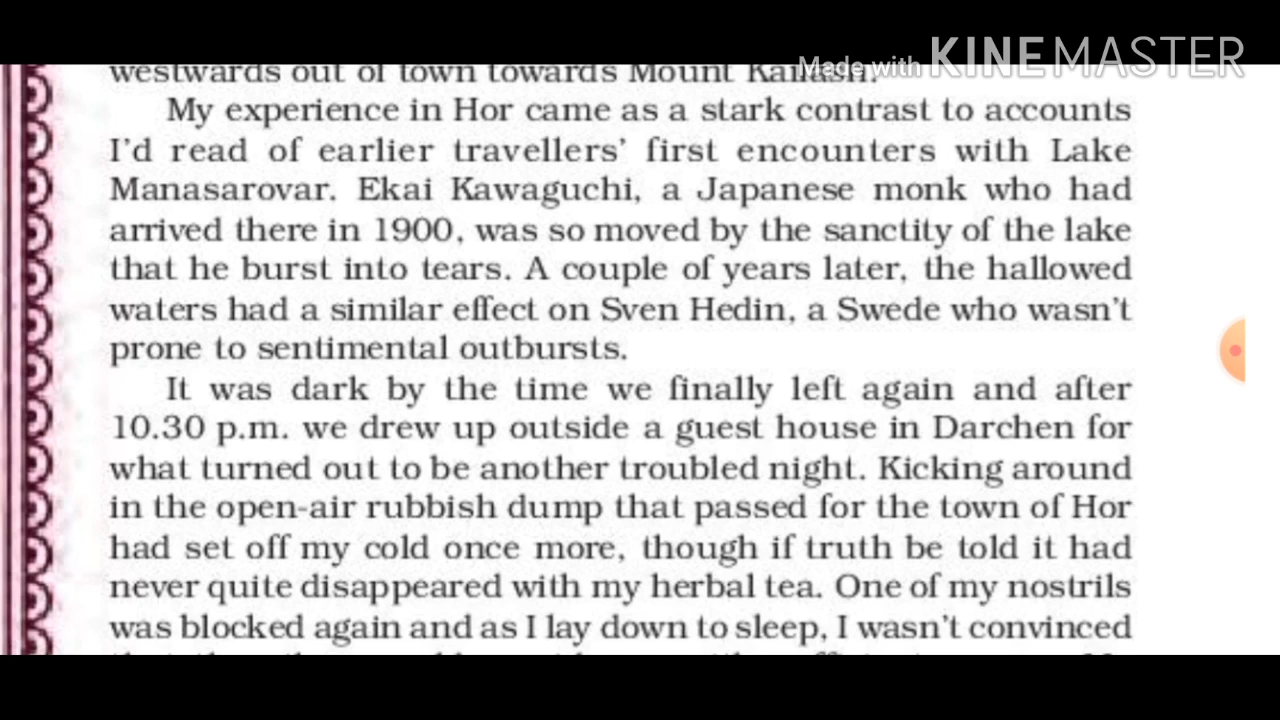 Made with KINEMASTER
westwards out of town towards Mount Kailash.
My experience in Hor came as a stark contrast to accounts
I'd read of earlier travellers' first encounters with Lake
Manasarovar. Ekai Kawaguchi, a Japanese monk who had
arrived there in 1900, was so moved by the sanctity of the lake
that he burst into tears. A couple of years later, the hallowed
waters had a similar effect on Sven Hedin, a Swede who wasn't
prone to sentimental outbursts.
It was dark by the time we finally left again and after
10.30 p.m. we drew up outside a guest house in Darchen for
what turned out to be another troubled night. Kicking around
in the open-air rubbish dump that passed for the town of Hor
had set off my cold once more, though if truth be told it had
never quite disappeared with my herbal tea. One of my nostrils
was blocked again and as I lay down to sleep, I wasn't convinced